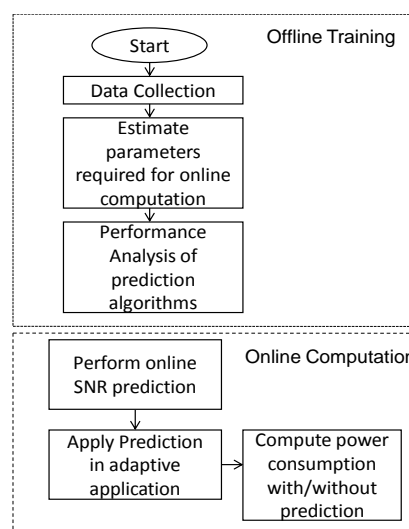 Offline Training
Start
Data Collection
Estimate
parameters
required for online
computation
Performance
Analysis of
prediction
algorithms
Online Computation
Perform online
SNR prediction
Apply Prediction
in adaptive
application
Compute power
consumption
with/without
prediction